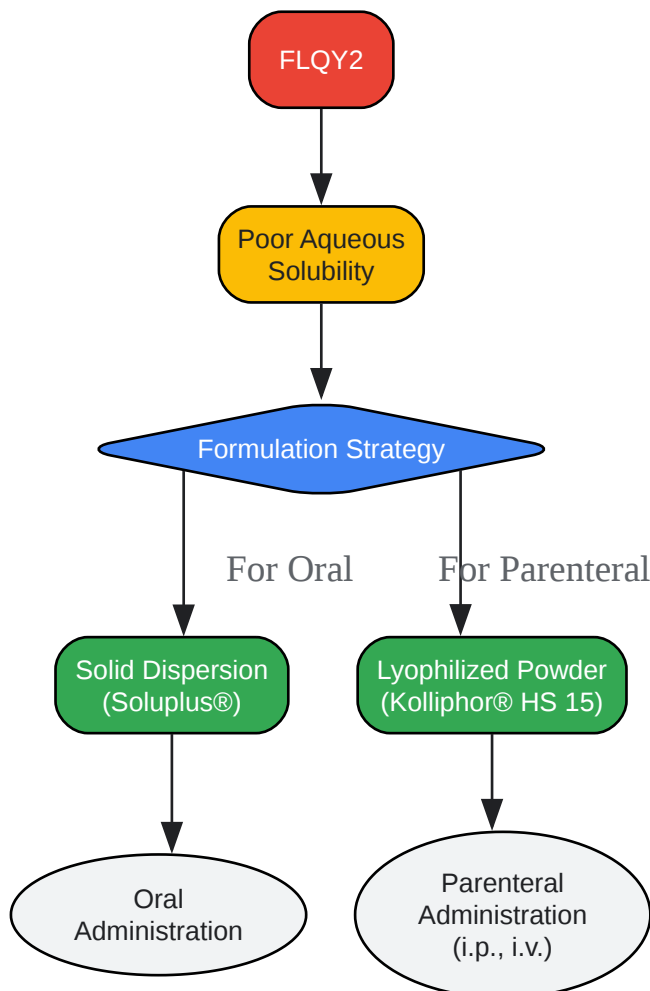 FLQY2
Poor Aqueous
Solubility
Formulation Strategy
For Oral
For Parenteral
Solid Dispersion
(Soluplus®)
Lyophilized Powder
(Kolliphor® HS 15)
Oral
Administration
Parenteral
Administration
(i.p., i.v.)